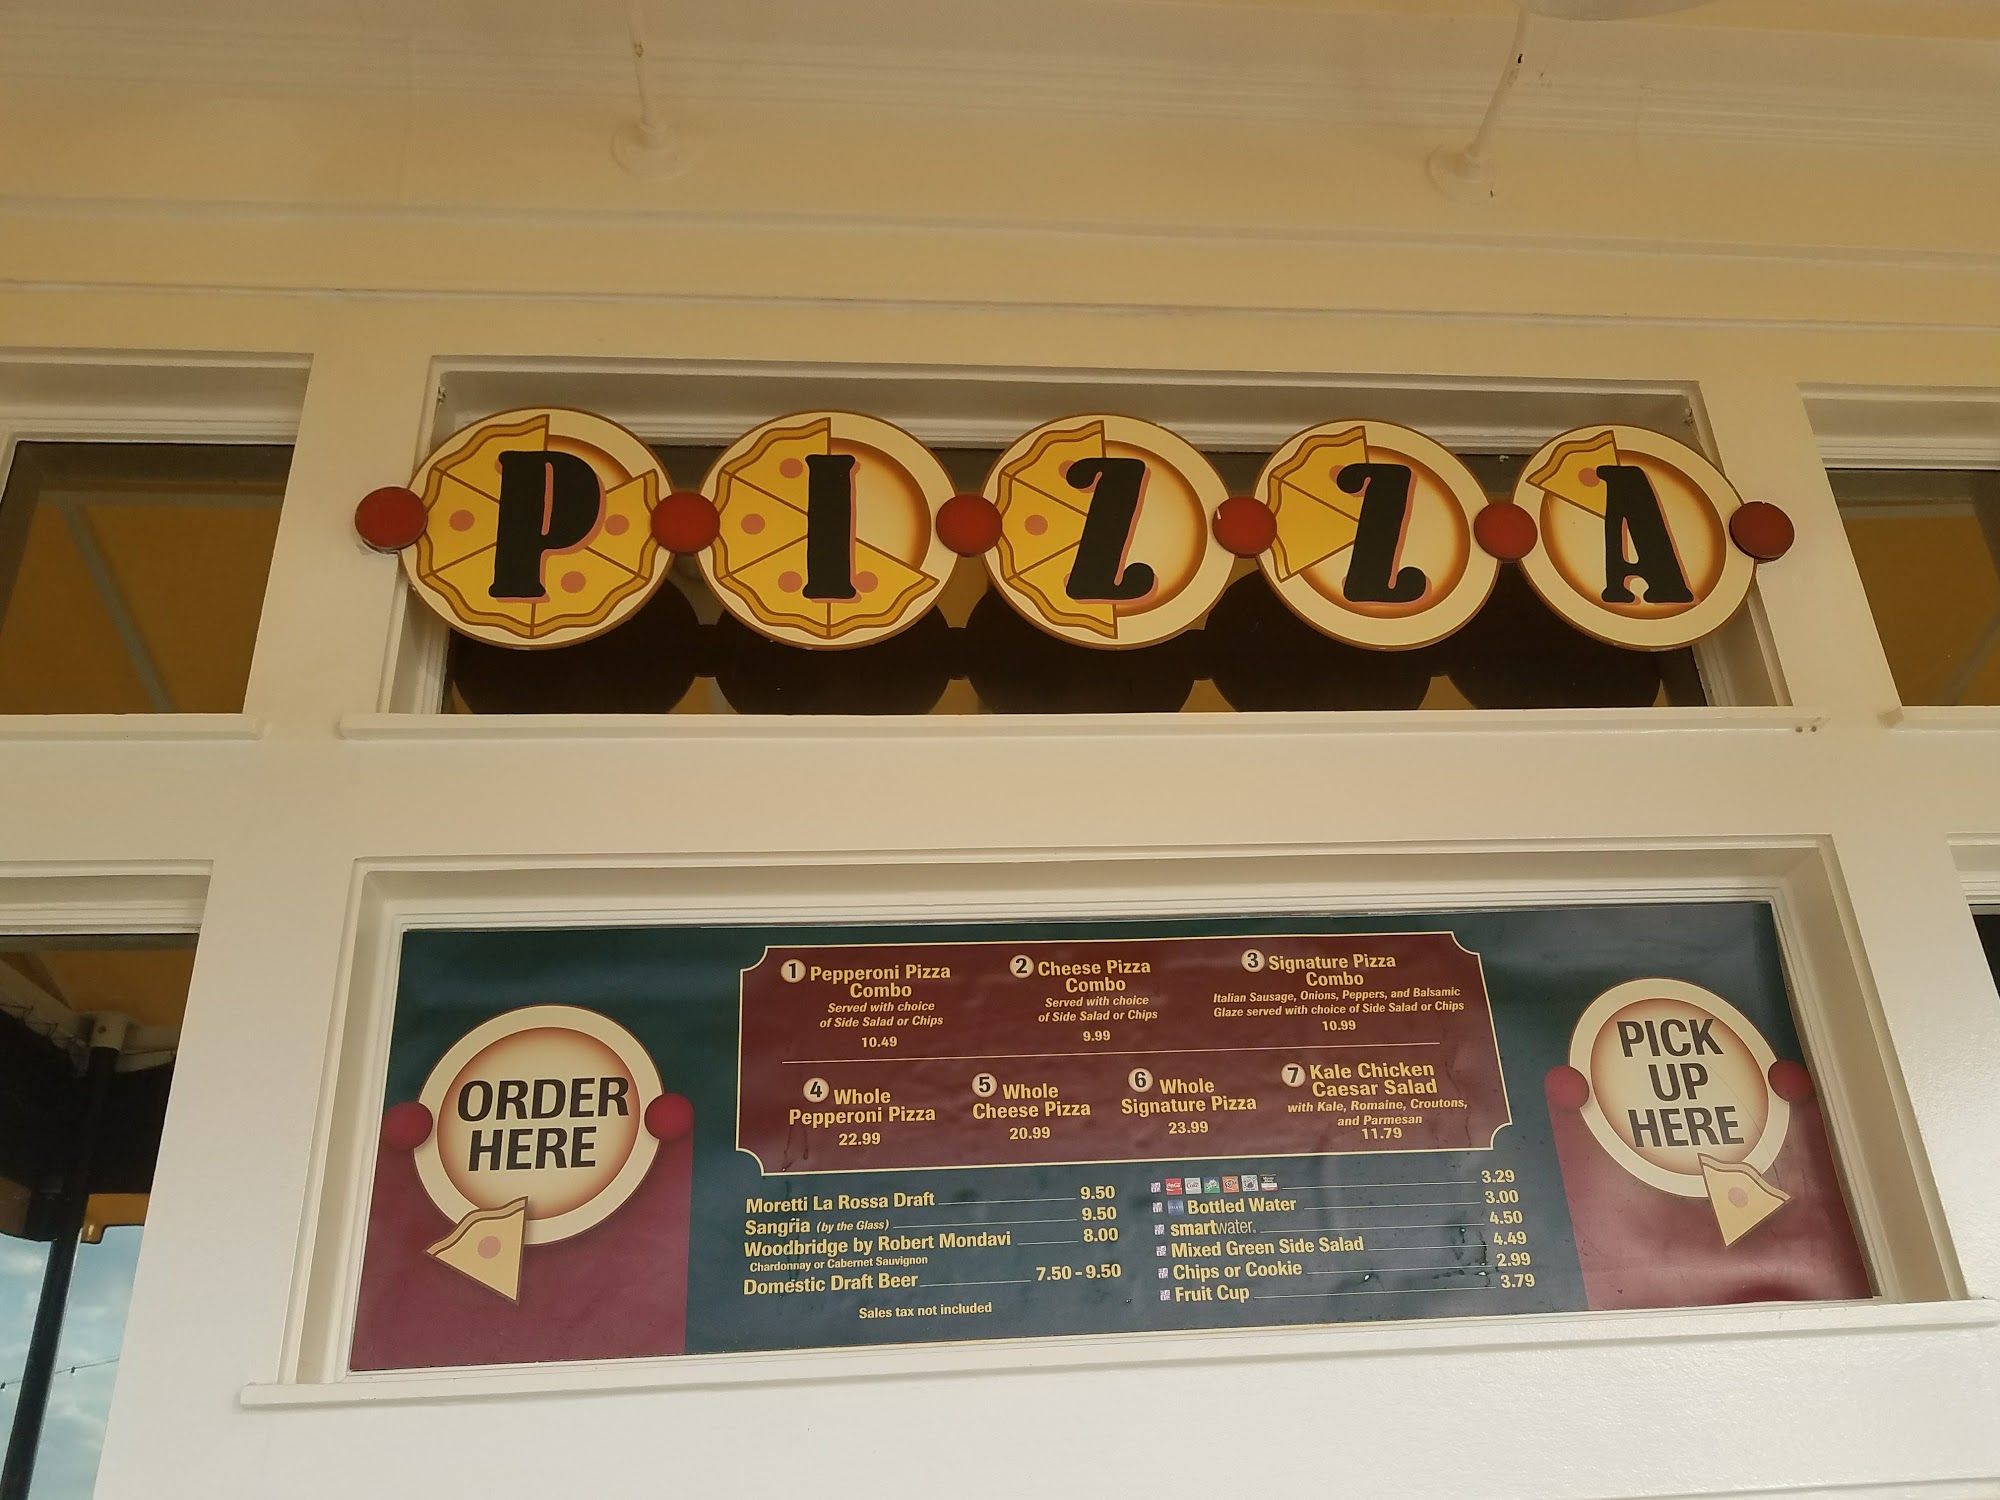 PIZZA
ORDER
HERE
1 Pepperoni Pizza
Combo
Served with choice
of Side Salad or Chips
10.49
2 Cheese Pizza
Combo
Served with choice
of Side Salad or Chips
9.99
3 Signature Pizza
Combo
Italian Sausage, Onions, Peppers, and Balsamic
Glaze served with choice of Side Salad or Chips
10.99
4 Whole
Pepperoni Pizza
22.99
5 Whole
Cheese Pizza
20.99
6 Whole
Signature Pizza
23.99
7 Kale Chicken
Caesar Salad
with Kale, Romaine, Croutons,
and Parmesan
11.79
Moretti La Rossa Draft 9.50
Sangria (by the Glass) 9.50
Woodbridge by Robert Mondavi 8.00
Chardonnay or Cabernet Sauvignon
Domestic Draft Beer 7.50 - 9.50
Sales tax not included
3.29
Bottled Water 3.00
smartwater. 4.50
Mixed Green Side Salad 4.49
Chips or Cookie 2.99
Fruit Cup 3.79
PICK
UP
HERE